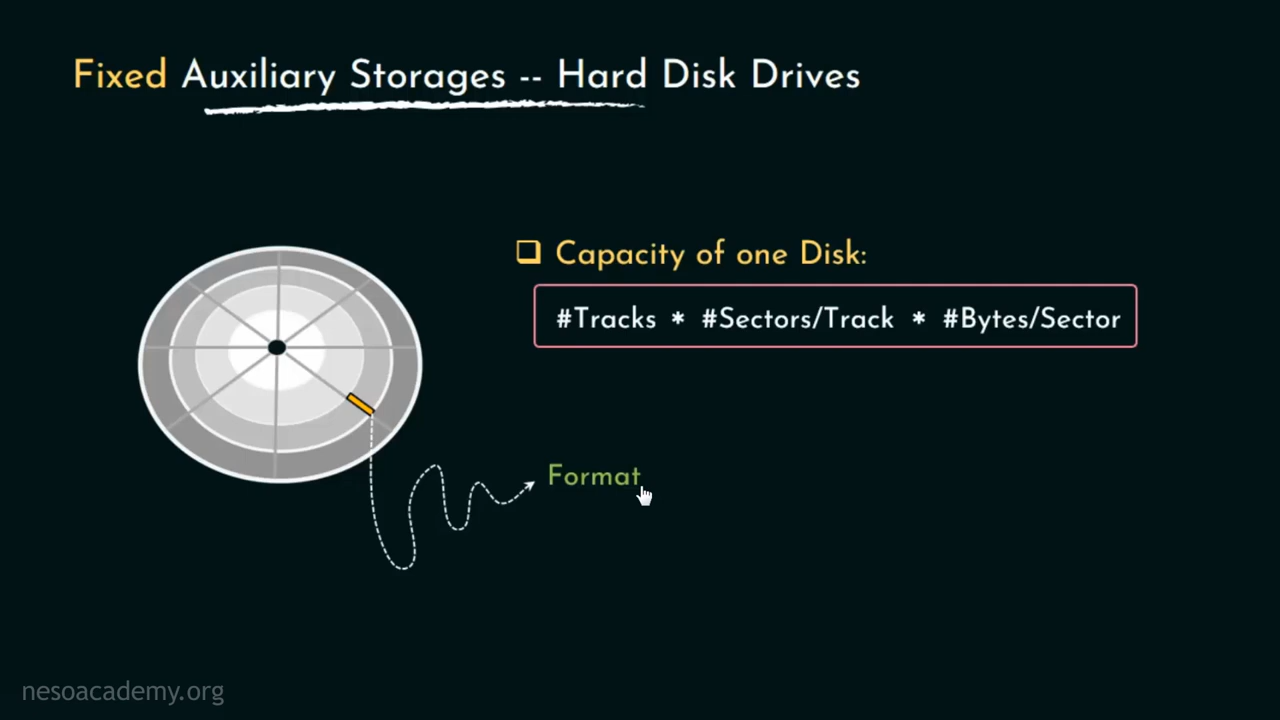 Fixed Auxiliary Storages -- Hard Disk Drives
❑ Capacity of one Disk:
#Tracks * #Sectors/Track * #Bytes/Sector
Format
nesoacademy.org